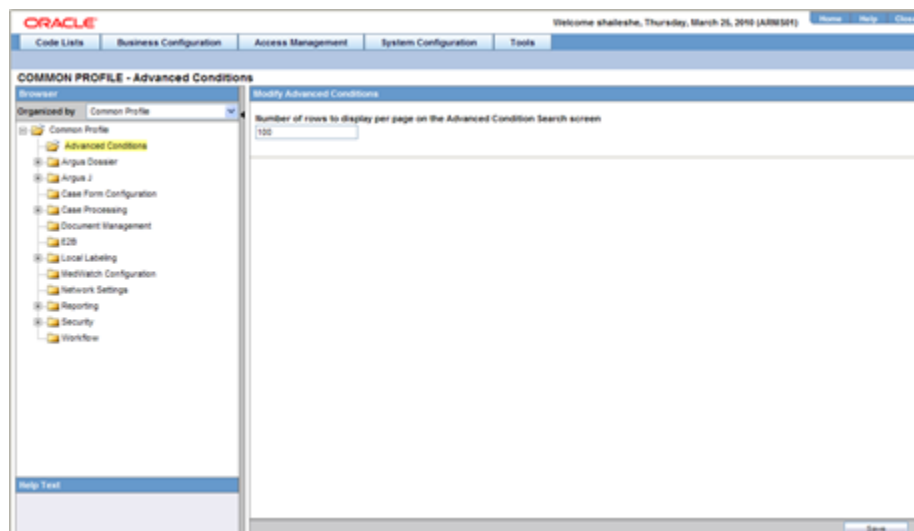 ORACLE
Welcome shaileshe, Thursday, March 25, 2010 (ARMS01)
Home Help Close
Code Lists Business Configuration Access Management System Configuration Tools
COMMON PROFILE - Advanced Conditions
Browser
Modify Advanced Conditions
Organized by Common Profile
Number of rows to display per page on the Advanced Condition Search screen
100
Common Profile
Advanced Conditions
Argus Dossier
Argus J
Case Form Configuration
Case Processing
Document Management
E2B
Local Labeling
MedWatch Configuration
Network Settings
Reporting
Security
Workflow
Help Text
Save